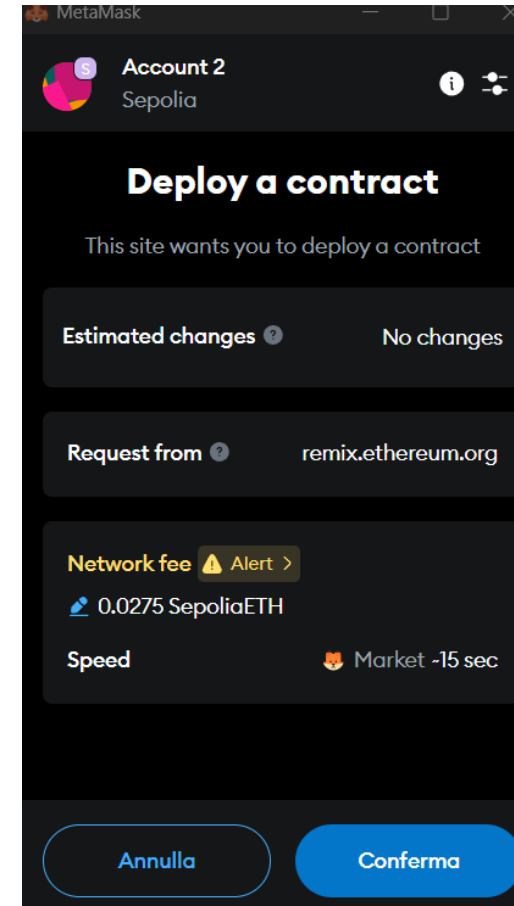 MetaMask
S
Account 2
Sepolia
Deploy a contract
This site wants you to deploy a contract
Estimated changes ?
No changes
Request from ?
remix.ethereum.org
Network fee Alert >
0.0275 SepoliaETH
Speed
Market ~15 sec
Annulla
Conferma